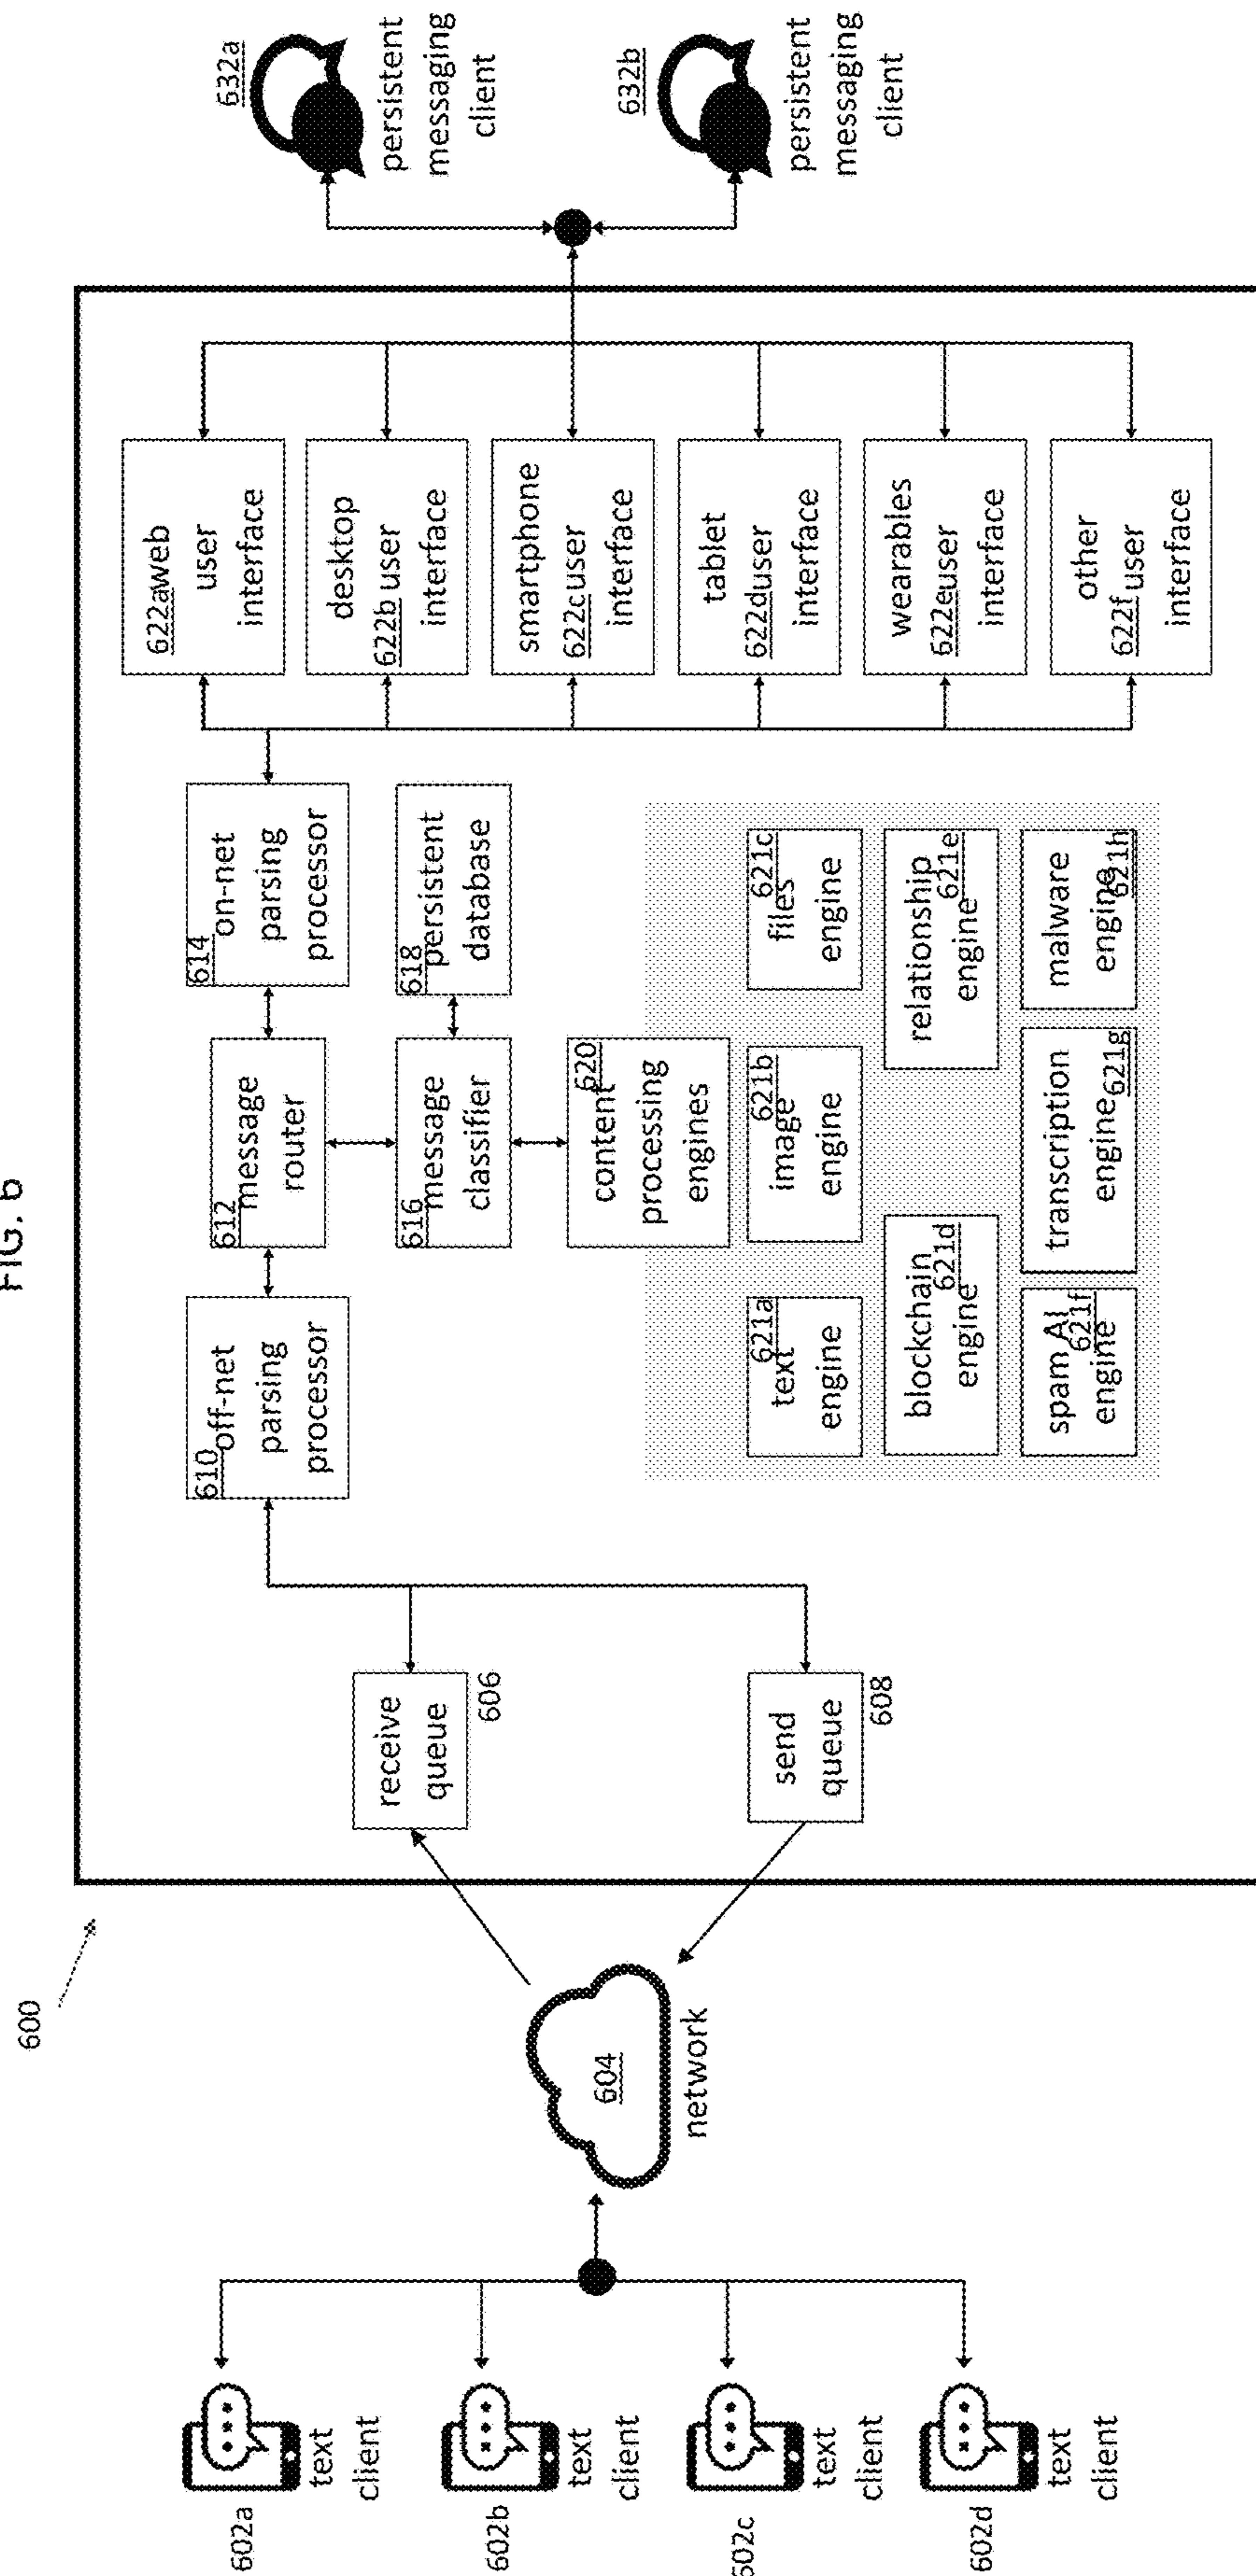 FIG. 6
600
602a
text
client
602b
text
client
602c
text
client
602d
text
client
604
network
receive
queue
606
send
queue
608
610
off-net
parsing
processor
612
message
router
614
on-net
parsing
processor
616
message
classifier
618
persistent
database
620
content
processing
engines
621a
text
engine
621b
image
engine
621c
files
engine
blockchain
621d
engine
relationship
621e
engine
spam AI
621f
engine
transcription
engine
621g
malware
engine
621h
622a web
user
interface
desktop
622b user
interface
smartphone
622c user
interface
tablet
622d user
interface
wearables
622e user
interface
other
622f user
interface
632a
persistent
messaging
client
632b
persistent
messaging
client